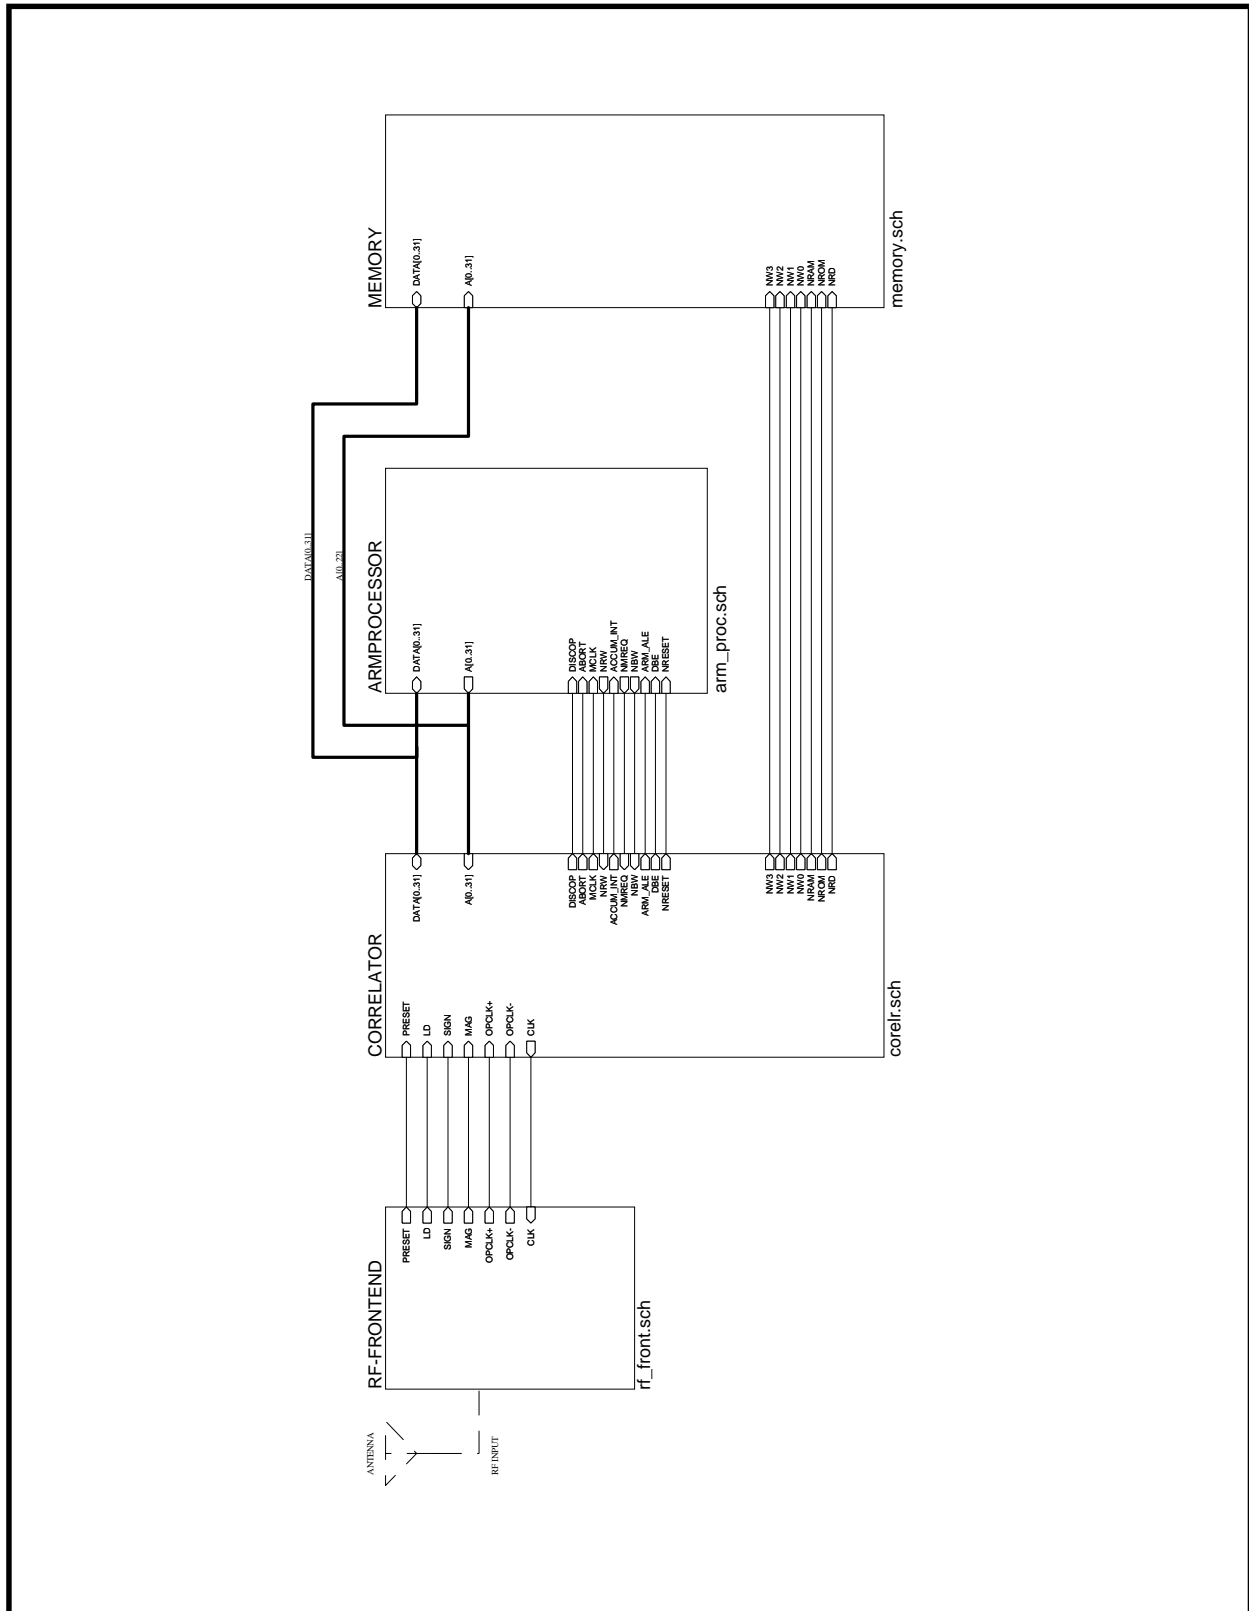 ANTENNA
RF INPUT
RF-FRONTEND
PRESET
LD
SIGN
MAG
OPCLK+
OPCLK-
CLK
rf_front.sch
CORRELATOR
PRESET
LD
SIGN
MAG
OPCLK+
OPCLK-
CLK
DATA[0..31]
A[0..31]
DISCOP
ABORT
MCLK
NRW
ACCUM_INT
NMREQ
NBW
ARM_ALE
DBE
NRESET
NW3
NW2
NW1
NW0
NRAM
NROM
NRD
corelr.sch
DATA[0..31]
A[0..22]
ARMPROCESSOR
DATA[0..31]
A[0..31]
DISCOP
ABORT
MCLK
NRW
ACCUM_INT
NMREQ
NBW
ARM_ALE
DBE
NRESET
arm_proc.sch
MEMORY
DATA[0..31]
A[0..31]
NW3
NW2
NW1
NW0
NRAM
NROM
NRD
memory.sch